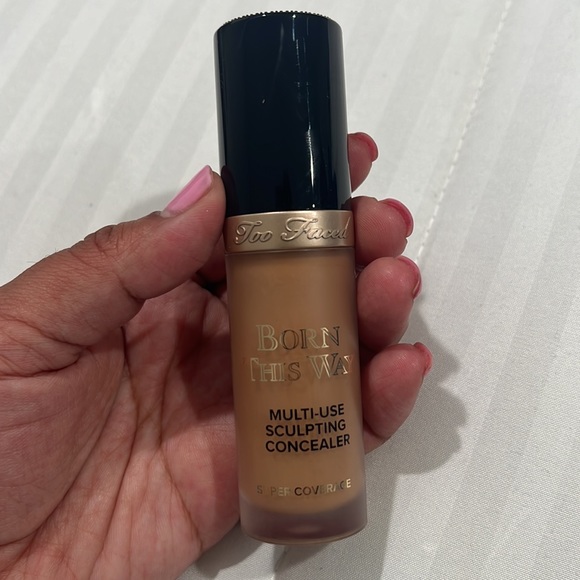 Too Faced
BORN
THIS WAY
MULTI-USE
SCULPTING
CONCEALER
SUPER COVERAGE